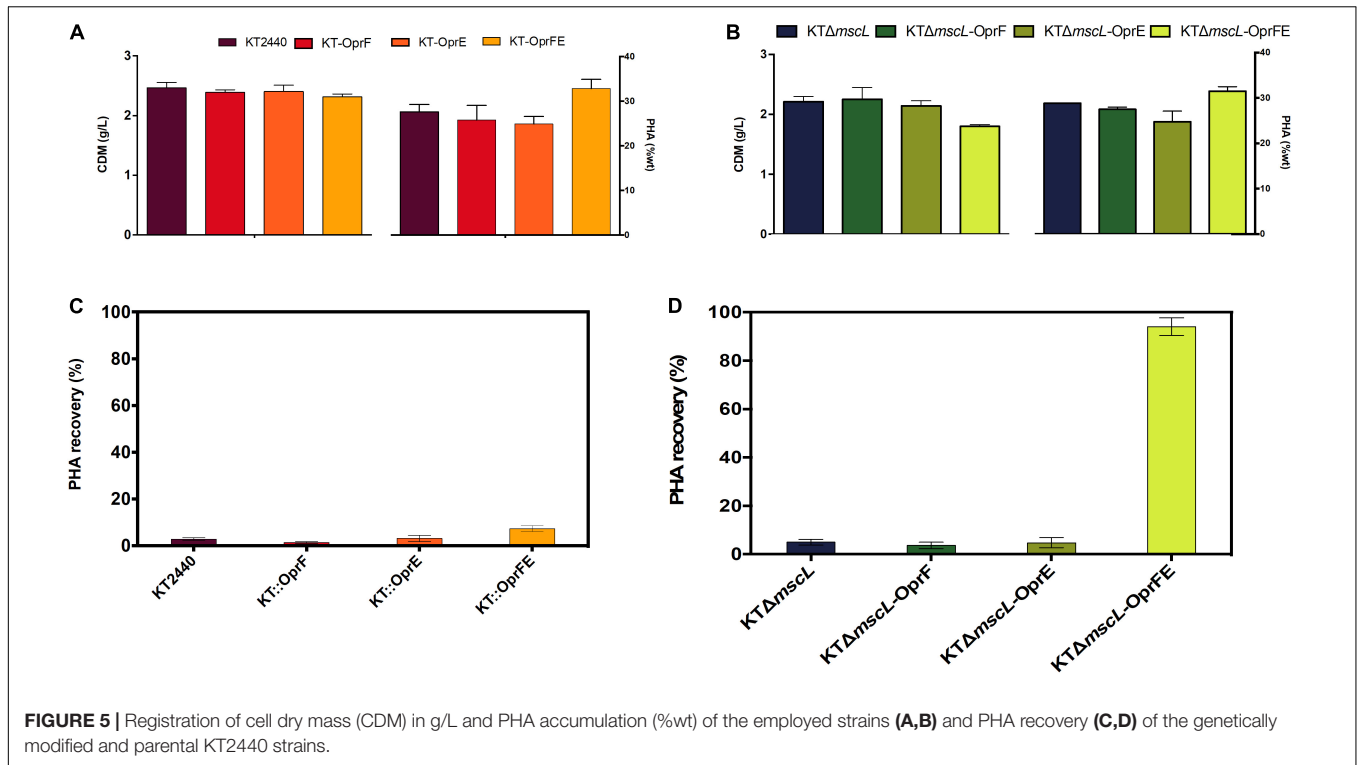 A
KT2440 KT-OprF KT-OprE KT-OprFE
3
2
1
0
CDM (g/L)
40
30
20
10
0
PHA (%wt)
B
KTΔmscL KTΔmscL-OprF KTΔmscL-OprE KTΔmscL-OprFE
3
2
1
0
CDM (g/L)
40
30
20
10
0
PHA (%wt)
C
100
80
60
40
20
0
PHA recovery (%)
KT2440
KT::OprF
KT::OprE
KT::OprFE
D
100
80
60
40
20
0
PHA recovery (%)
KTΔmscL
KTΔmscL-OprF
KTΔmscL-OprE
KTΔmscL-OprFE
FIGURE 5 | Registration of cell dry mass (CDM) in g/L and PHA accumulation (%wt) of the employed strains (A,B) and PHA recovery (C,D) of the genetically
modified and parental KT2440 strains.